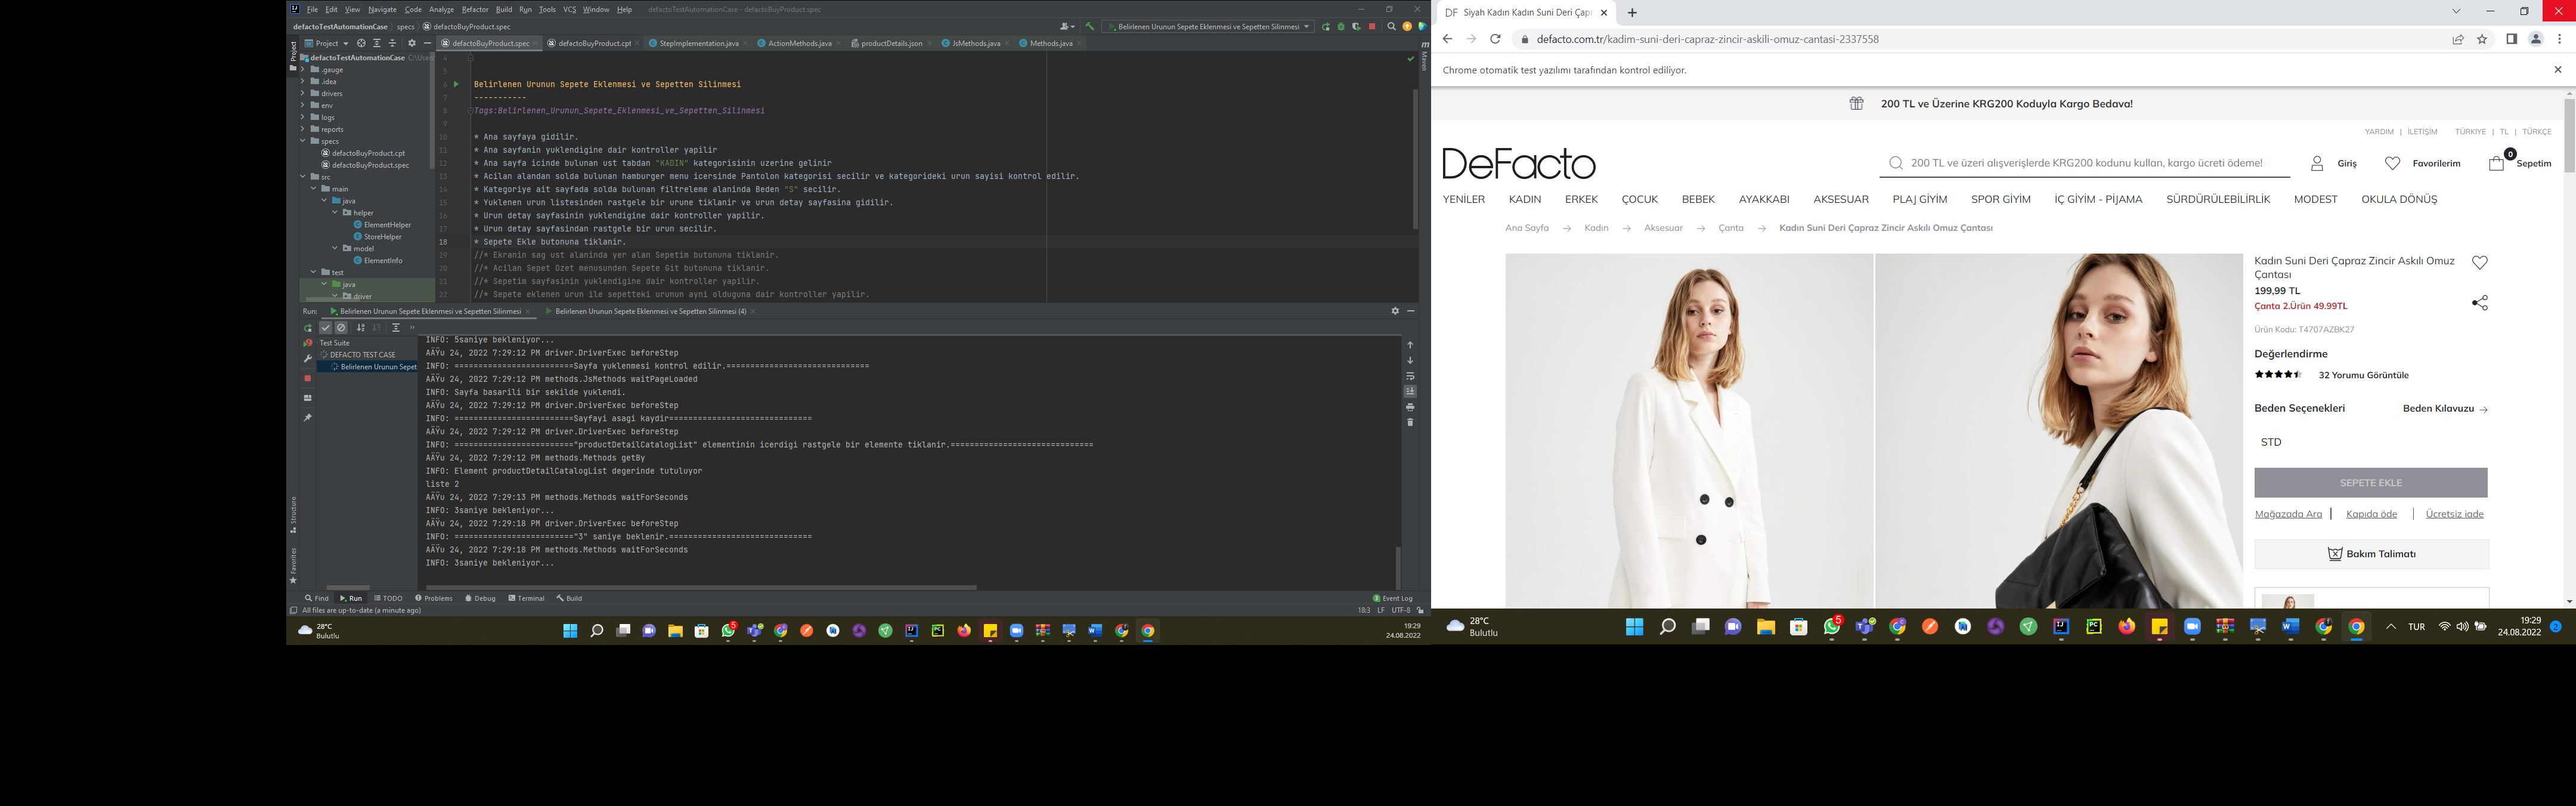 File Edit View Navigate Code Analyze Refactor Build Run Tools VCS Window Help defactoTestAutomationCase - defactoBuyProduct.spec
defactoTestAutomationCase specs defactoBuyProduct.spec
Belirlenen Urunun Sepete Eklenmesi ve Sepetten Silinmesi
Project
defactoBuyProduct.spec defactoBuyProduct.cpt StepImplementation.java ActionMethods.java productDetails.json JsMethods.java Methods.java
Project
Maven
defactoTestAutomationCase C:\Users
.gauge
.idea
drivers
env
logs
reports
specs
defactoBuyProduct.cpt
defactoBuyProduct.spec
src
main
java
helper
ElementHelper
StoreHelper
model
ElementInfo
test
java
driver
4
5
6 Belirlenen Urunun Sepete Eklenmesi ve Sepetten Silinmesi
7 -----------
8 Tags:Belirlenen_Urunun_Sepete_Eklenmesi_ve_Sepetten_Silinmesi
9
10 * Ana sayfaya gidilir.
11 * Ana sayfanin yuklendigine dair kontroller yapilir
12 * Ana sayfa icinde bulunan ust tabdan "KADIN" kategorisinin uzerine gelinir
13 * Acilan alandan solda bulunan hamburger menu icersinde Pantolon kategorisi secilir ve kategorideki urun sayisi kontrol edilir.
14 * Kategoriye ait sayfada solda bulunan filtreleme alaninda Beden "S" secilir.
15 * Yuklenen urun listesinden rastgele bir urune tiklanir ve urun detay sayfasina gidilir.
16 * Urun detay sayfasinin yuklendigine dair kontroller yapilir.
17 * Urun detay sayfasindan rastgele bir urun secilir.
18 * Sepete Ekle butonuna tiklanir.
19 //* Ekranin sag ust alaninda yer alan Sepetim butonuna tiklanir.
20 //* Acilan Sepet Ozet menusunden Sepete Git butonuna tiklanir.
21 //* Sepetim sayfasinin yuklendigine dair kontroller yapilir.
22 //* Sepete eklenen urun ile sepetteki urunun ayni olduguna dair kontroller yapilir.
Run: Belirlenen Urunun Sepete Eklenmesi ve Sepetten Silinmesi Belirlenen Urunun Sepete Eklenmesi ve Sepetten Silinmesi (4)
Test Suite
DEFACTO TEST CASE
Belirlenen Urunun Sepet
INFO: 5saniye bekleniyor...
AÄŸu 24, 2022 7:29:12 PM driver.DriverExec beforeStep
INFO: =========================Sayfa yuklenmesi kontrol edilir.==============================
AÄŸu 24, 2022 7:29:12 PM methods.JsMethods waitPageLoaded
INFO: Sayfa basarili bir sekilde yuklendi.
AÄŸu 24, 2022 7:29:12 PM driver.DriverExec beforeStep
INFO: =========================Sayfayi asagi kaydir==============================
AÄŸu 24, 2022 7:29:12 PM driver.DriverExec beforeStep
INFO: ========================="productDetailCatalogList" elementinin icerdigi rastgele bir elemente tiklanir.==============================
AÄŸu 24, 2022 7:29:12 PM methods.Methods getBy
INFO: Element productDetailCatalogList degerinde tutuluyor
liste 2
AÄŸu 24, 2022 7:29:13 PM methods.Methods waitForSeconds
INFO: 3saniye bekleniyor...
AÄŸu 24, 2022 7:29:18 PM driver.DriverExec beforeStep
INFO: ========================="3" saniye beklenir.==============================
AÄŸu 24, 2022 7:29:18 PM methods.Methods waitForSeconds
INFO: 3saniye bekleniyor...
Structure
Favorites
Find Run TODO Problems Debug Terminal Build
Event Log
All files are up-to-date (a minute ago)
18:3 LF UTF-8
28°C
Bulutlu
5
19:29
24.08.2022
DF Siyah Kadın Kadın Suni Deri Çapr
defacto.com.tr/kadim-suni-deri-capraz-zincir-askili-omuz-cantasi-2337558
Chrome otomatik test yazılımı tarafından kontrol ediliyor.
200 TL ve Üzerine KRG200 Koduyla Kargo Bedava!
YARDIM | İLETİŞİM TÜRKIYE | TL | TÜRKÇE
DeFacto
200 TL ve üzeri alışverişlerde KRG200 kodunu kullan, kargo ücreti ödeme!
Giriş Favorilerim 0 Sepetim
YENİLER KADIN ERKEK ÇOCUK BEBEK AYAKKABI AKSESUAR PLAJ GİYİM SPOR GİYİM İÇ GİYİM - PİJAMA SÜRDÜRÜLEBİLİRLİK MODEST OKULA DÖNÜŞ
Ana Sayfa → Kadın → Aksesuar → Çanta → Kadın Suni Deri Çapraz Zincir Askılı Omuz Çantası
Kadın Suni Deri Çapraz Zincir Askılı Omuz
Çantası
199,99 TL
Çanta 2.Ürün 49.99TL
Ürün Kodu: T4707AZBK27
Değerlendirme
32 Yorumu Görüntüle
Beden Seçenekleri Beden Kılavuzu →
STD
SEPETE EKLE
Mağazada Ara | Kapıda öde | Ücretsiz iade
Bakım Talimatı
28°C
Bulutlu
5
TUR
19:29
24.08.2022
2